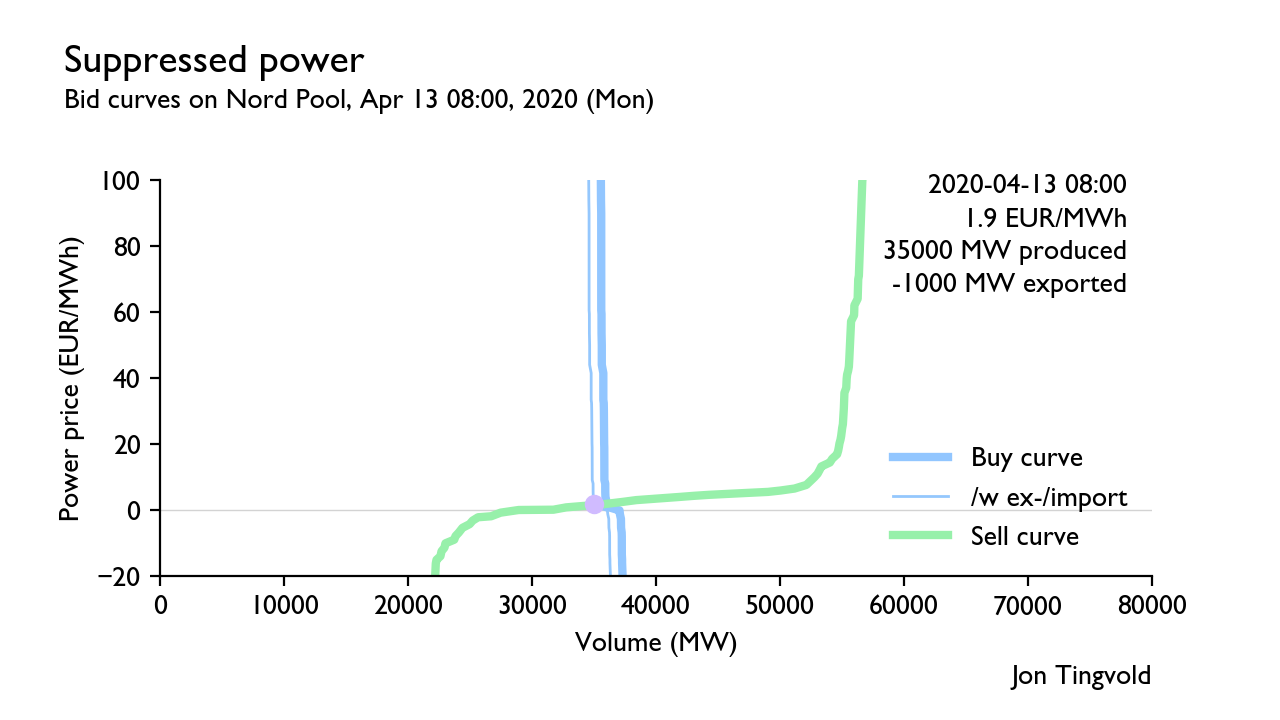 Suppressed power
Bid curves on Nord Pool, Apr 13 08:00, 2020 (Mon)
2020-04-13 08:00
1.9 EUR/MWh
35000 MW produced
-1000 MW exported
Power price (EUR/MWh)
100
80
60
40
20
0
−20
Buy curve
/w ex-/import
Sell curve
0 10000 20000 30000 40000 50000 60000 70000 80000
Volume (MW)
Jon Tingvold